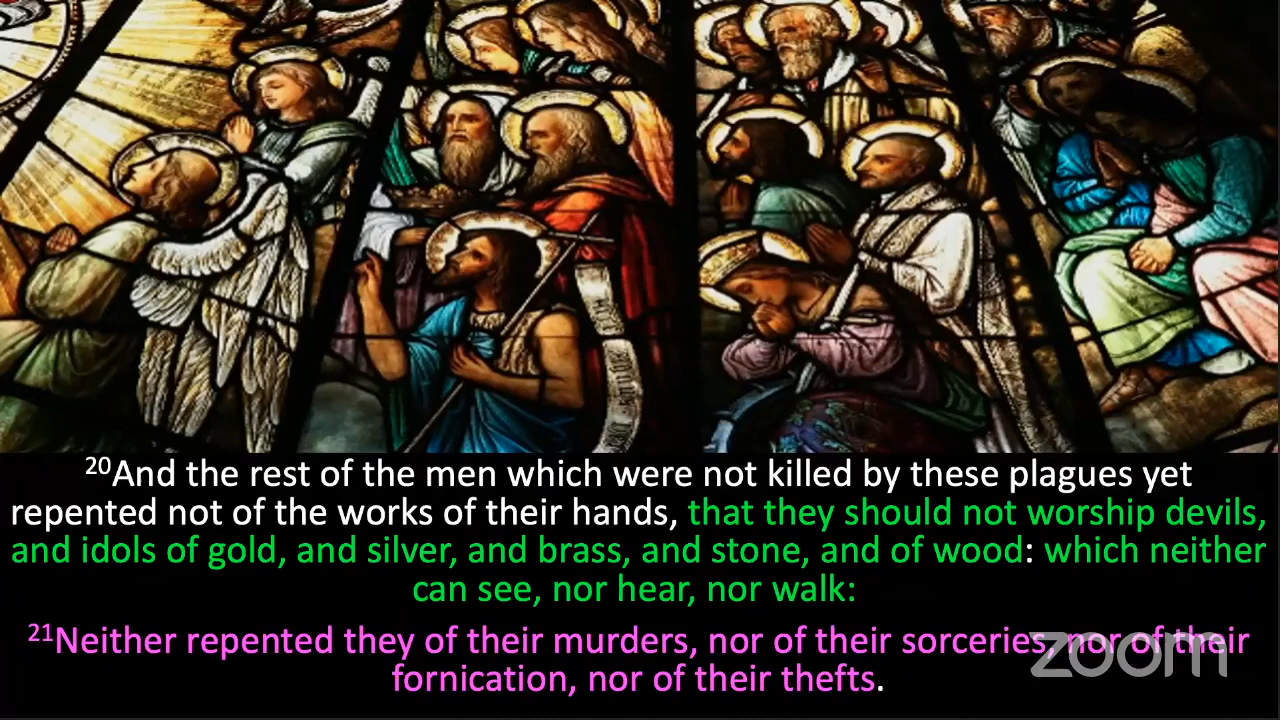 ²⁰And the rest of the men which were not killed by these plagues yet
repented not of the works of their hands, that they should not worship devils,
and idols of gold, and silver, and brass, and stone, and of wood: which neither
can see, nor hear, nor walk:
²¹Neither repented they of their murders, nor of their sorceries, nor of their
fornication, nor of their thefts.
zoom